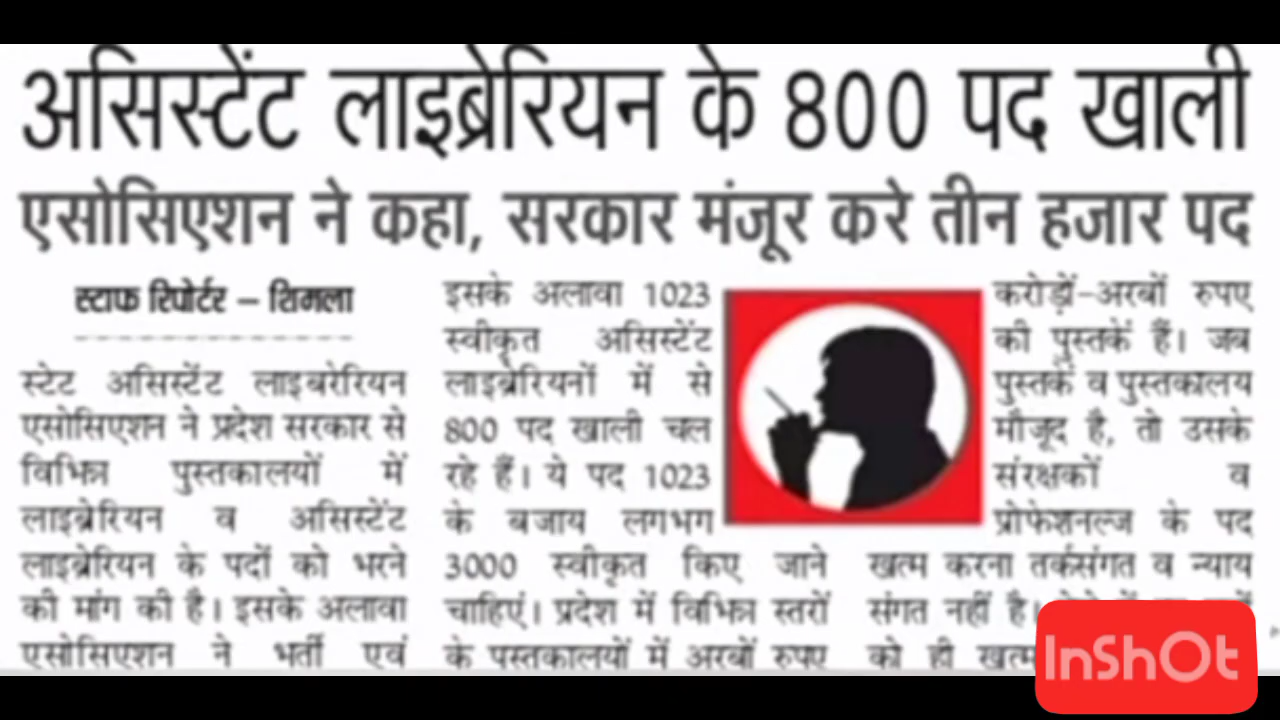 असिस्टेंट लाइब्रेरियन के 800 पद खाली
एसोसिएशन ने कहा, सरकार मंजूर करे तीन हजार पद
स्टाफ रिपोर्टर – शिमला
स्टेट असिस्टेंट लाइबरेरियन
एसोसिएशन ने प्रदेश सरकार से
विभिन्न पुस्तकालयों में
लाइब्रेरियन व असिस्टेंट
लाइब्रेरियन के पदों को भरने
की मांग की है। इसके अलावा
एसोसिएशन ने भर्ती एवं
इसके अलावा 1023
स्वीकृत असिस्टेंट
लाइब्रेरियनों में से
800 पद खाली चल
रहे हैं। ये पद 1023
के बजाय लगभग
3000 स्वीकृत किए जाने
चाहिएं। प्रदेश में विभिन्न स्तरों
के पुस्तकालयों में अरबों रुपए
करोड़ों-अरबों रुपए
की पुस्तकें हैं। जब
पुस्तकें व पुस्तकालय
मौजूद है, तो उसके
संरक्षकों व
प्रोफेशनल्ज के पद
खत्म करना तर्कसंगत व न्याय
संगत नहीं है।
को ही खत्म
InShOt